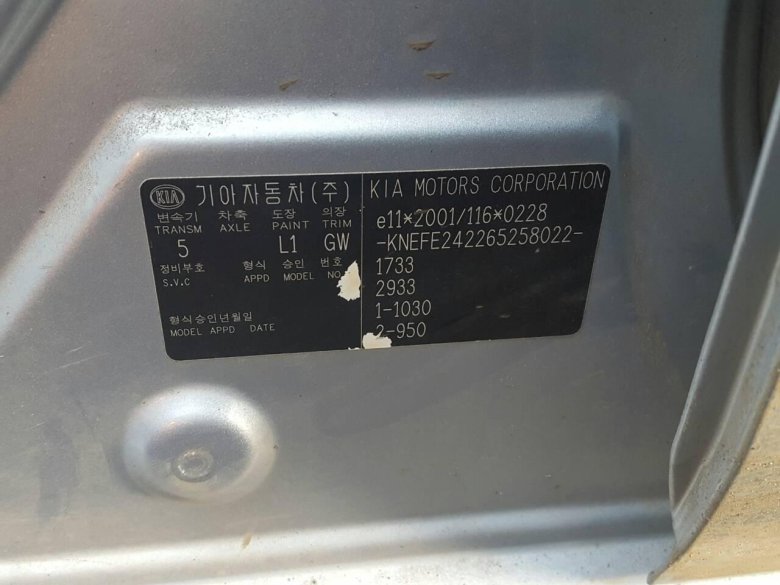 KIA 기아자동차(주) KIA MOTORS CORPORATION
변속기 차축 도장 의장
TRANSM AXLE PAINT TRIM
5 L1 GW
정비부호 형식 승인 번호
S.V.C APPD MODEL NO
형식승인년월일
MODEL APPD DATE
e11*2001/116*0228
-KNEFE242265258022-
1733
2933
1-1030
2-950